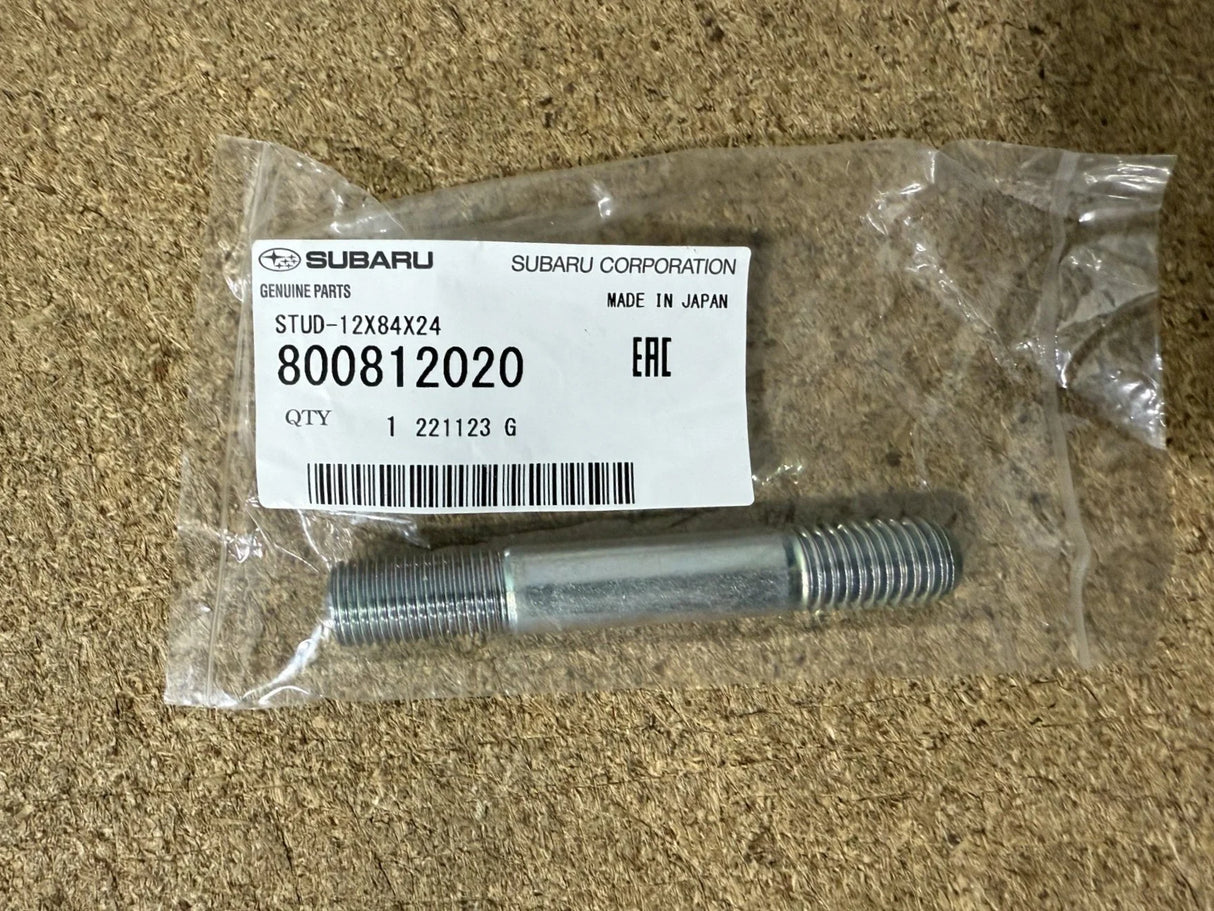 SUBARU SUBARU CORPORATION
GENUINE PARTS
MADE IN JAPAN
STUD-12X84X24
800812020 EAC
QTY 1 221123 G